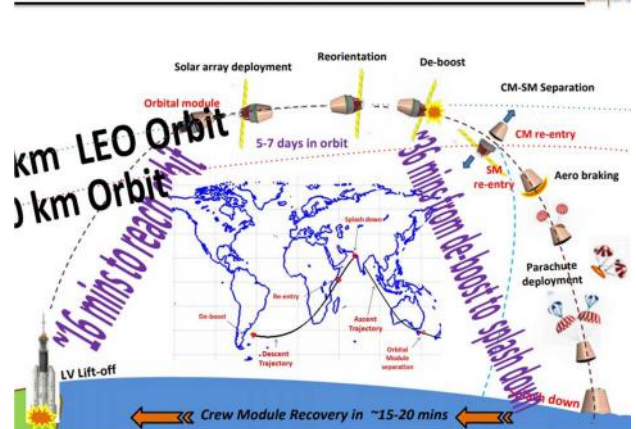 Reorientation
De-boost
Solar array deployment
CM-SM Separation
Orbital module
km LEO Orbit
CM re-entry
5-7 days in orbit
SM
re-entry
Aero braking
km Orbit
~16 mins to reach
~36 mins from de-boost to splash down
Splash down
Parachute
deployment
Re-entry
Ascent
Trajectory
De-boost
Descent
Trajectory
Orbital
Module
separation
LV Lift-off
down
Crew Module Recovery in ~15-20 mins